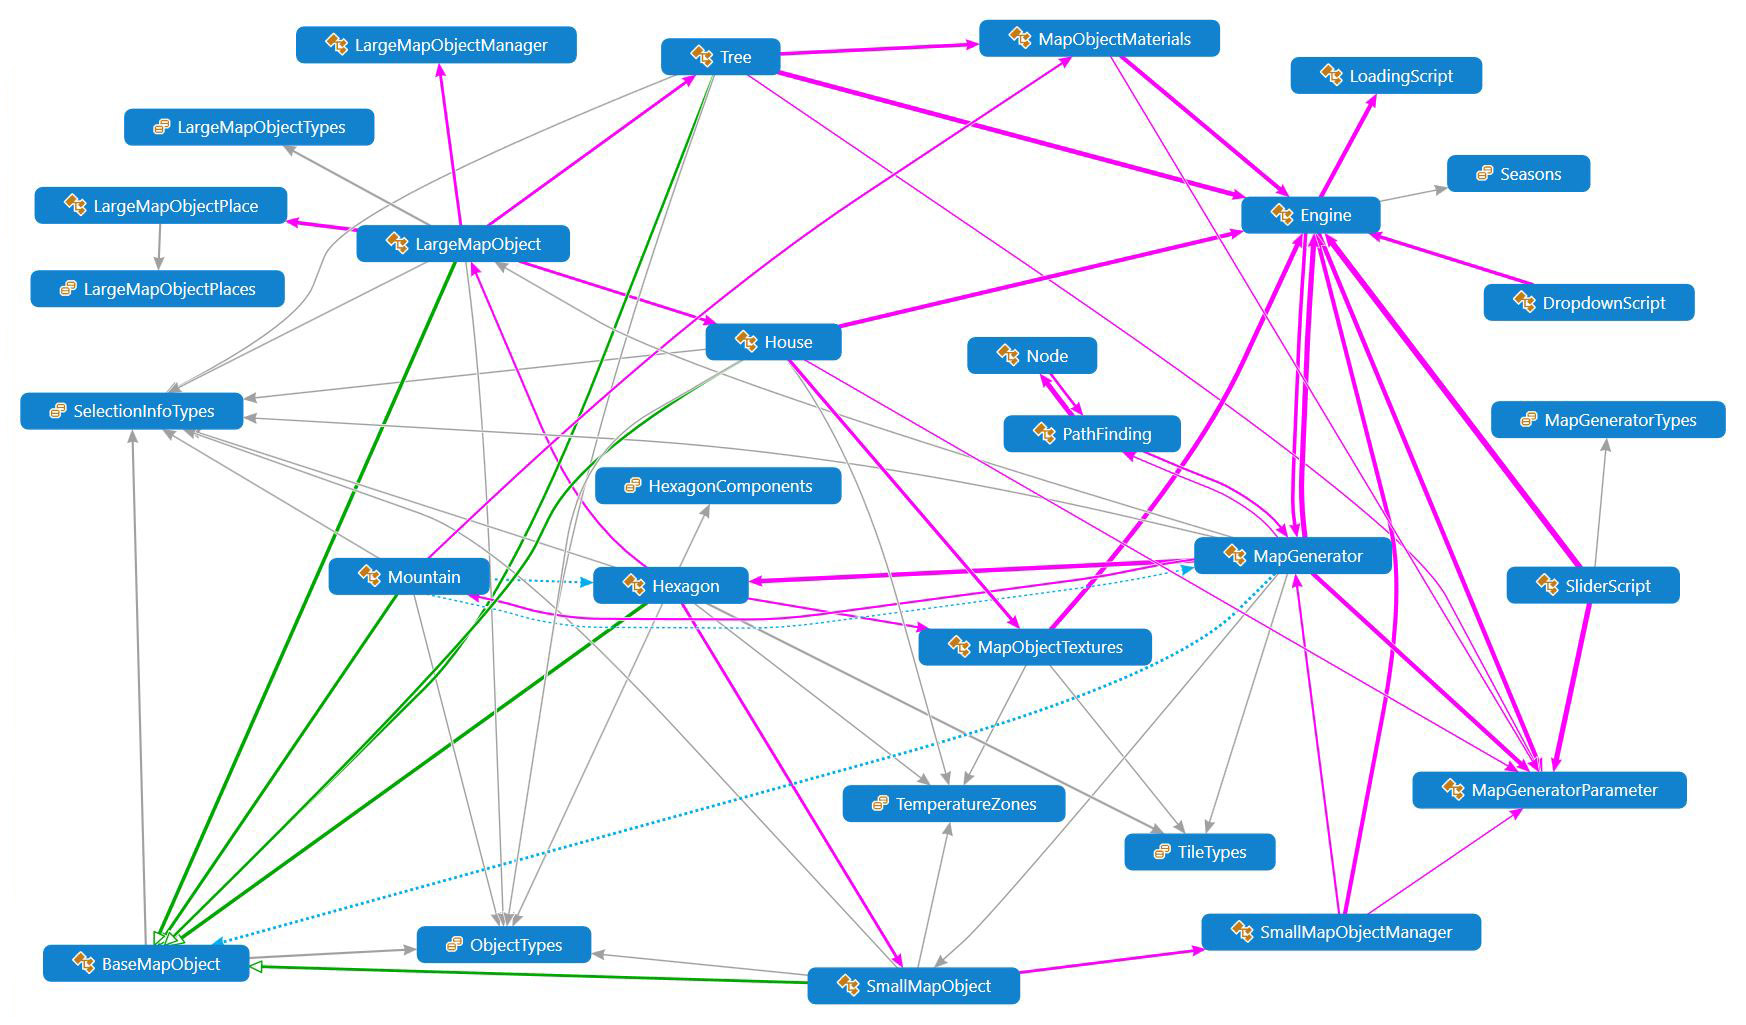 LargeMapObjectManager
Tree
MapObjectMaterials
LoadingScript
LargeMapObjectTypes
Seasons
LargeMapObjectPlace
Engine
LargeMapObject
LargeMapObjectPlaces
DropdownScript
House
Node
SelectionInfoTypes
PathFinding
MapGeneratorTypes
HexagonComponents
MapGenerator
Mountain
Hexagon
SliderScript
MapObjectTextures
MapGeneratorParameter
TemperatureZones
TileTypes
SmallMapObjectManager
ObjectTypes
BaseMapObject
SmallMapObject